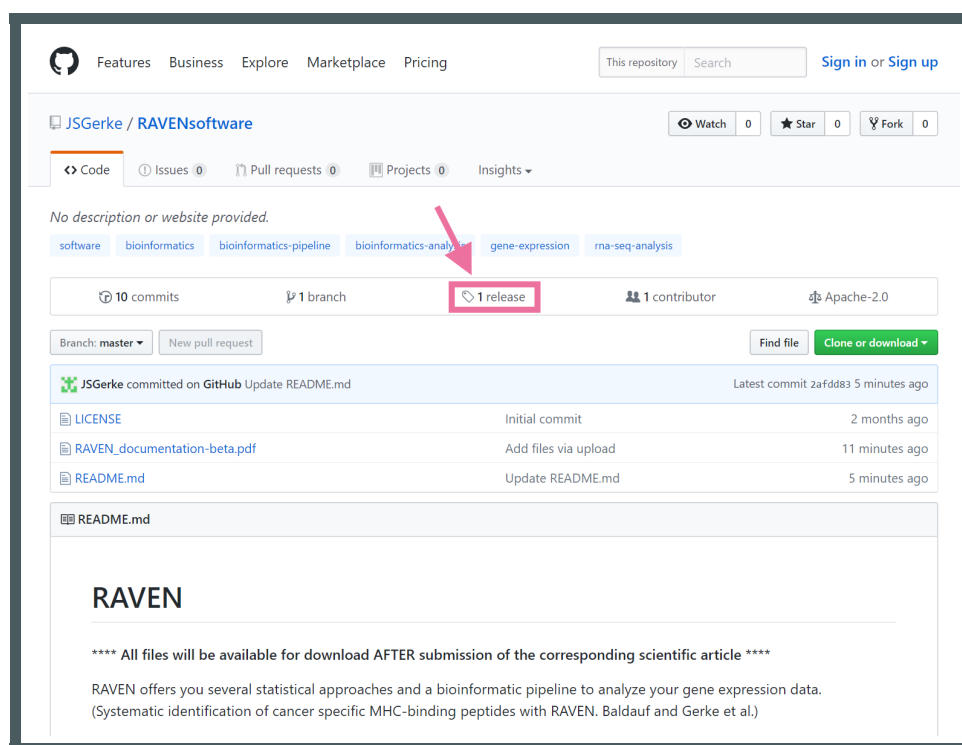 Features Business Explore Marketplace Pricing This repository Search Sign in or Sign up
JSGerke / RAVENsoftware Watch 0 Star 0 Fork 0
Code Issues 0 Pull requests 0 Projects 0 Insights
No description or website provided.
software bioinformatics bioinformatics-pipeline bioinformatics-analysis gene-expression rna-seq-analysis
10 commits 1 branch 1 release 1 contributor Apache-2.0
Branch: master New pull request Find file Clone or download
JSGerke committed on GitHub Update README.md Latest commit 2afdd83 5 minutes ago
LICENSE Initial commit 2 months ago
RAVEN_documentation-beta.pdf Add files via upload 11 minutes ago
README.md Update README.md 5 minutes ago
README.md
RAVEN
**** All files will be available for download AFTER submission of the corresponding scientific article ****
RAVEN offers you several statistical approaches and a bioinformatic pipeline to analyze your gene expression data.
(Systematic identification of cancer specific MHC-binding peptides with RAVEN. Baldauf and Gerke et al.)